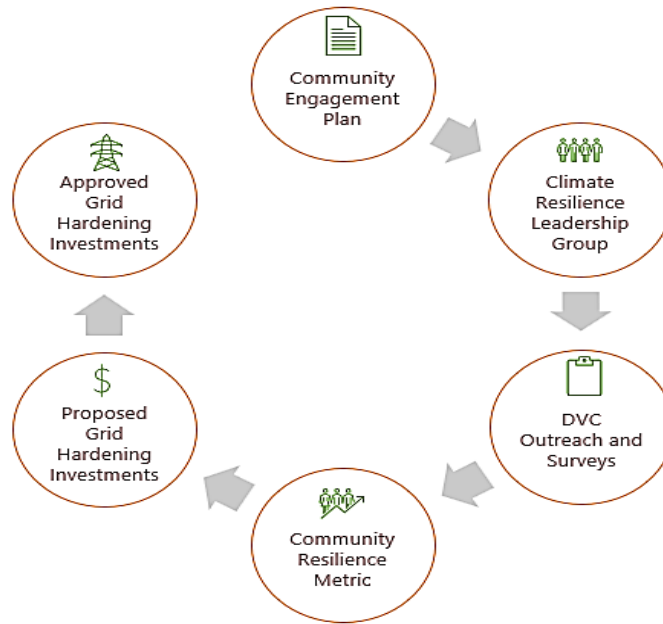 Community
Engagement
Plan
Climate
Resilience
Leadership
Group
DVC
Outreach and
Surveys
Community
Resilience
Metric
$
Proposed
Grid
Hardening
Investments
Approved
Grid
Hardening
Investments